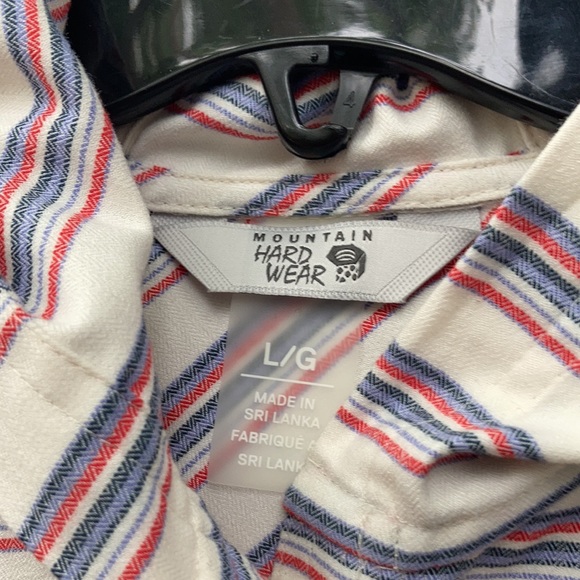 MOUNTAIN
HARD
WEAR
L/G
MADE IN
SRI LANKA
FABRIQUÉ A
SRI LANK